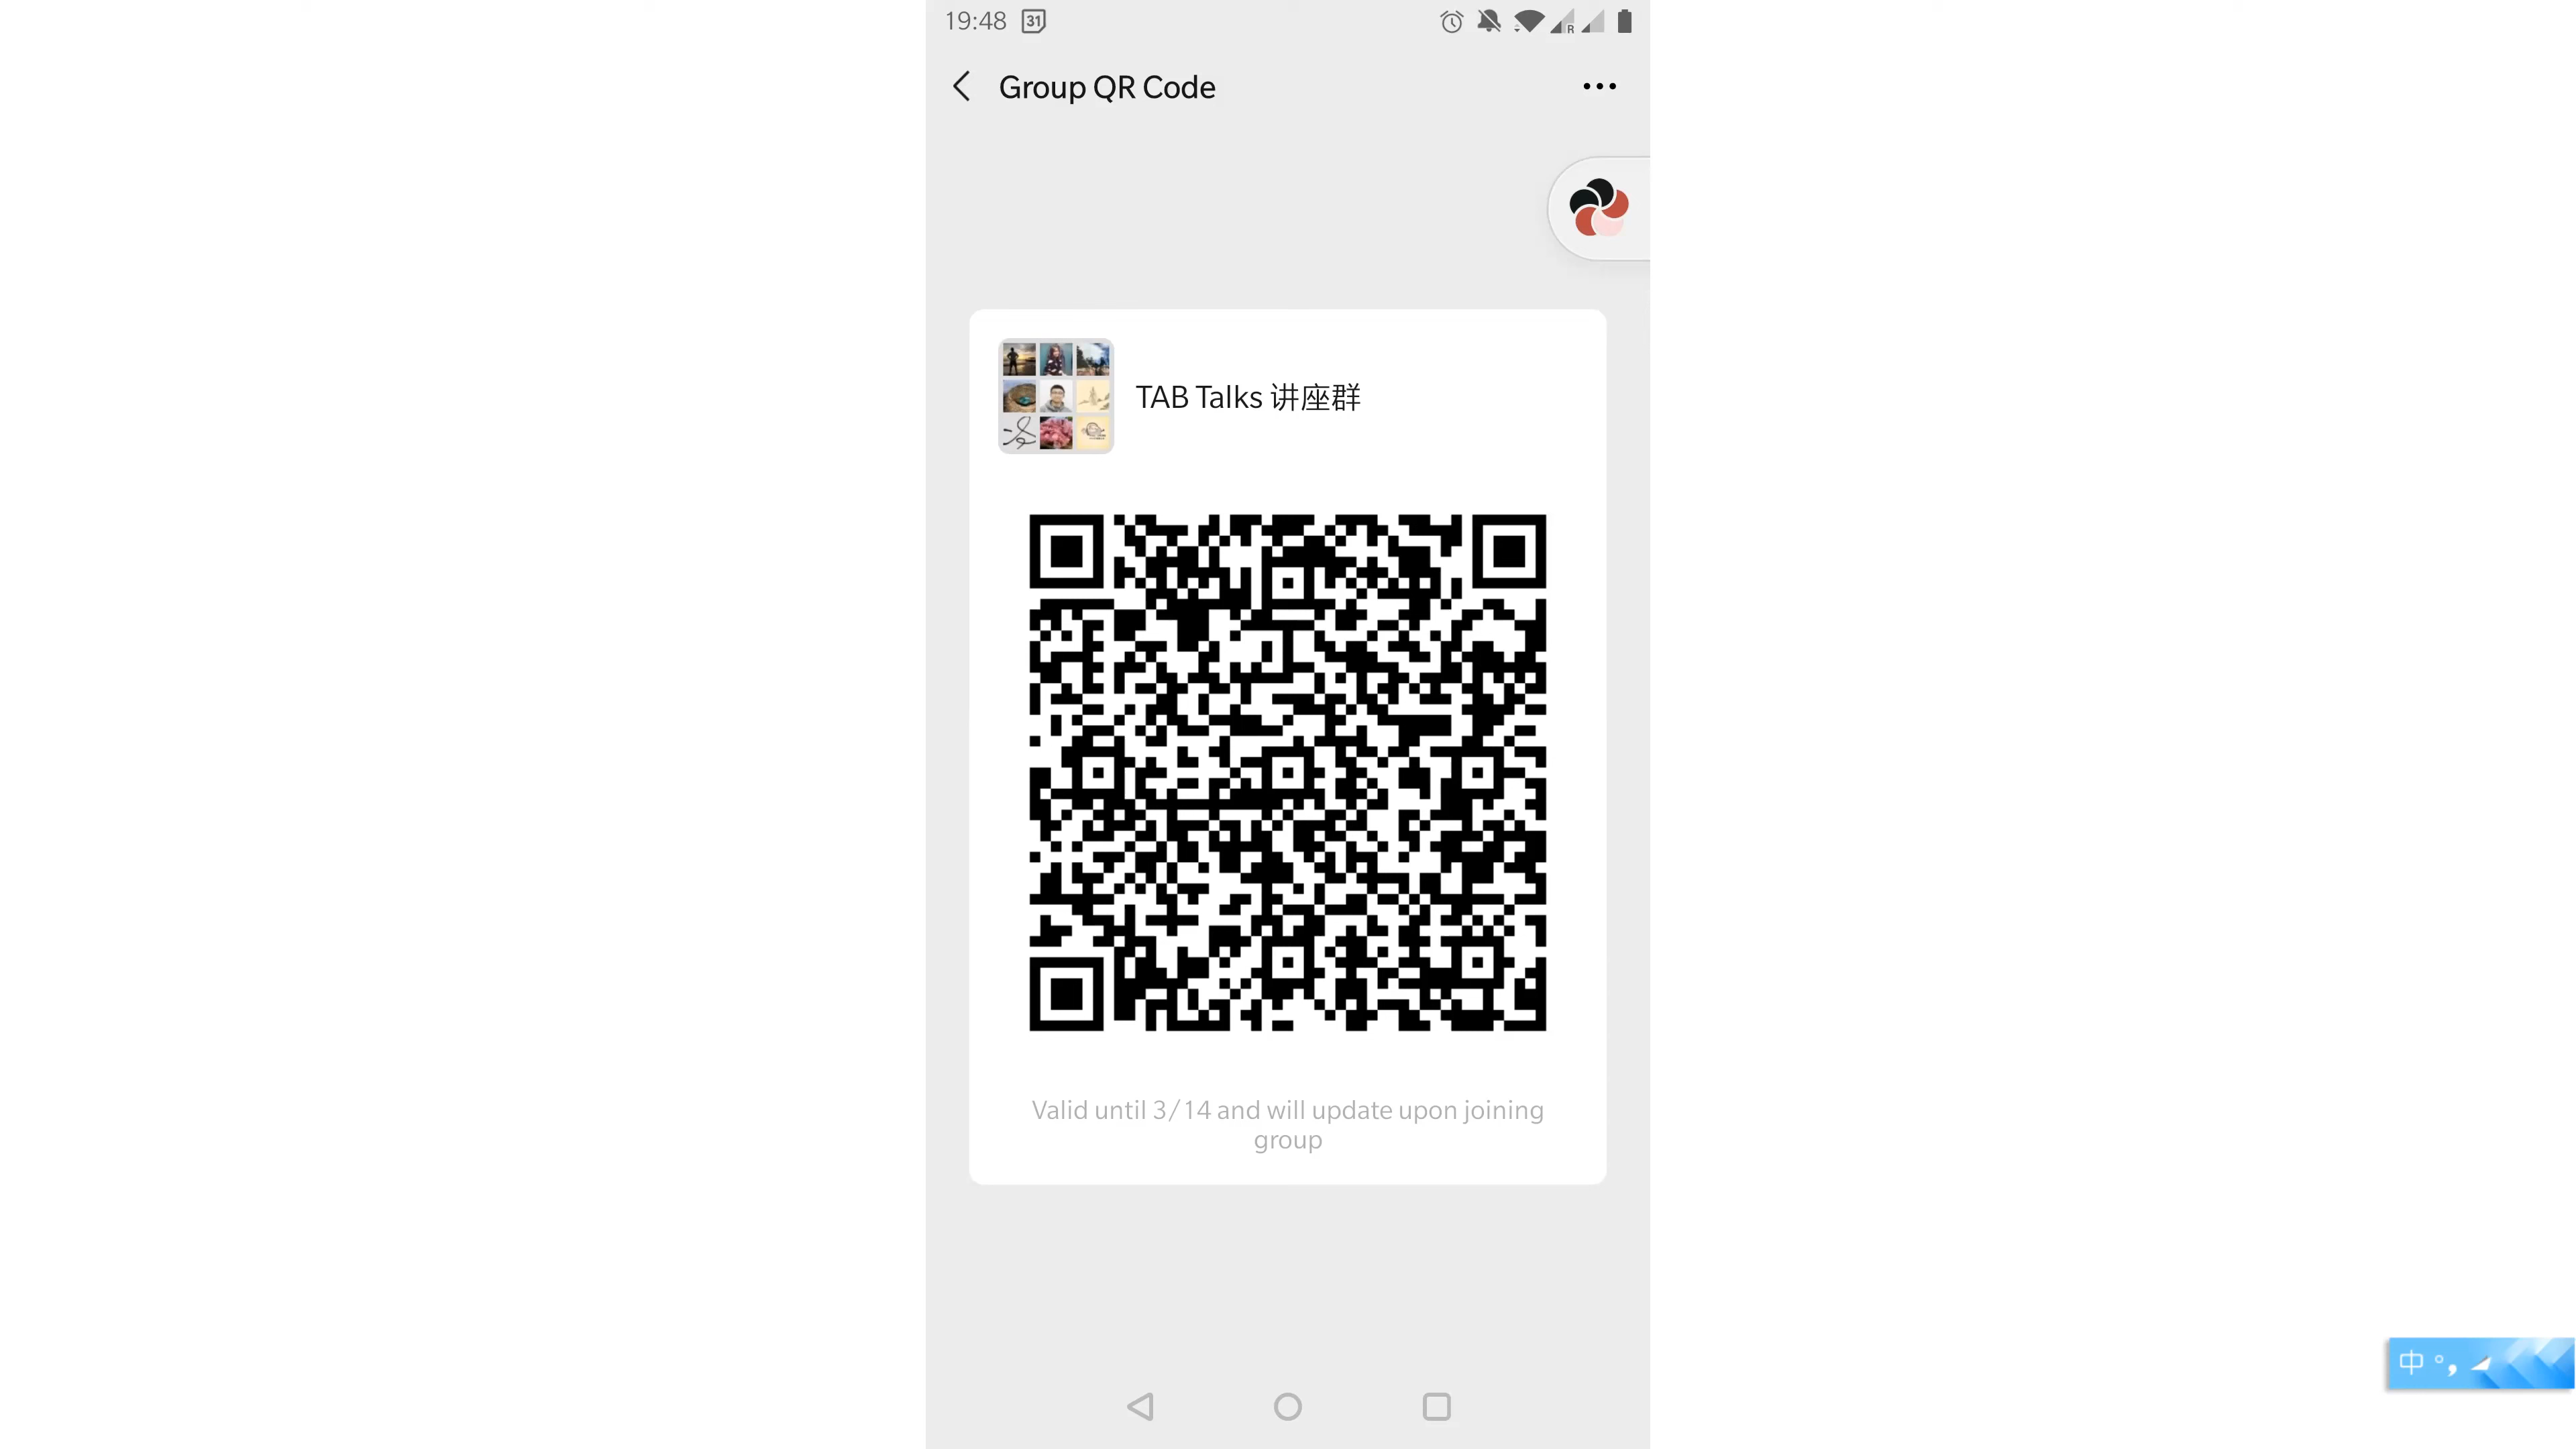 19:48 31
R
Group QR Code
TAB Talks 讲座群
Valid until 3/14 and will update upon joining
group
中 °,